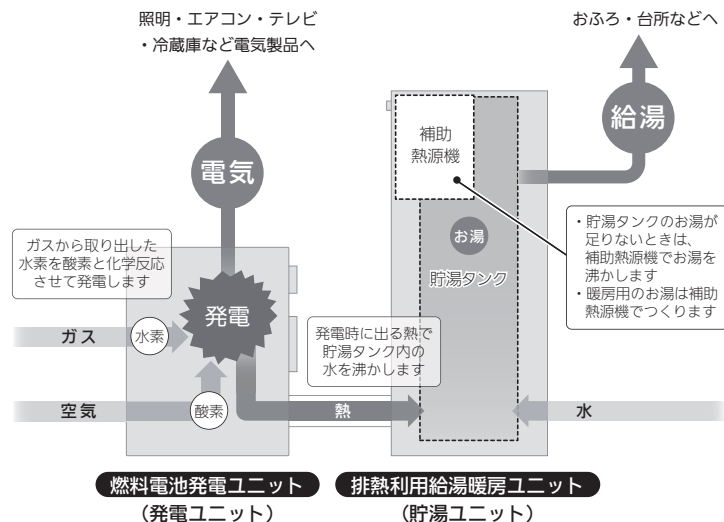 照明・エアコン・テレビ
・冷蔵庫など電気製品へ
おふろ・台所などへ
給湯
補助
熱源機
電気
お湯
貯湯タンク
・貯湯タンクのお湯が
足りないときは、
補助熱源機でお湯を
沸かします
・暖房用のお湯は補助
熱源機でつくります
ガスから取り出した
水素を酸素と化学反応
させて発電します
発電
ガス
水素
発電時に出る熱で
貯湯タンク内の
水を沸かします
空気
酸素
熱
水
燃料電池発電ユニット
（発電ユニット）
排熱利用給湯暖房ユニット
（貯湯ユニット）